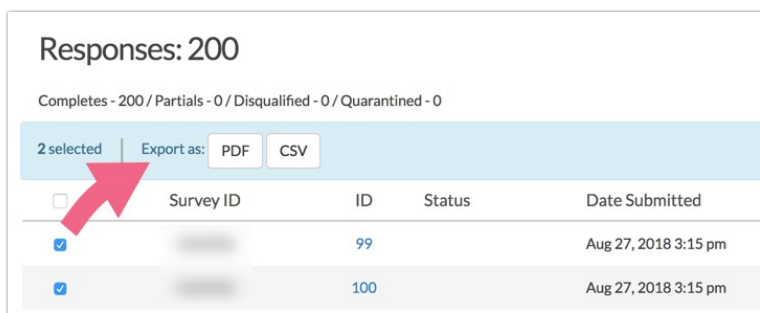 Responses: 200
Completes - 200 / Partials - 0 / Disqualified - 0 / Quarantined - 0
2 selected Export as: PDF CSV
Survey ID ID Status Date Submitted
99 Aug 27, 2018 3:15 pm
100 Aug 27, 2018 3:15 pm